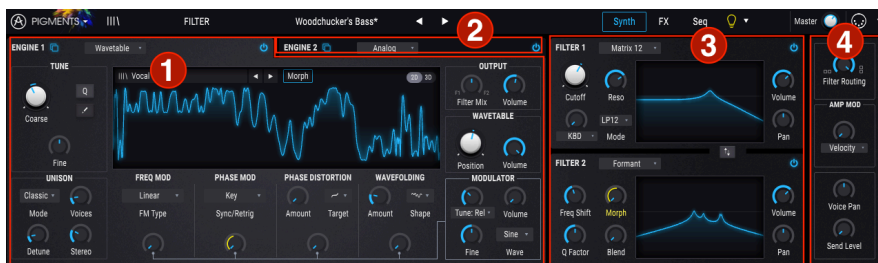 PIGMENTS FILTER Woodchucker's Bass* Synth FX Seq Master
ENGINE 1 Wavetable ENGINE 2 Analog FILTER 1 Matrix 12
1 2 3 4
TUNE Vocal Morph 2D 3D OUTPUT
Q
Coarse
Fine
F1 F2
Filter Mix Volume
WAVETABLE
Position Volume
UNISON FREQ MOD PHASE MOD PHASE DISTORTION WAVEFOLDING MODULATOR
Classic Linear Key
Mode Voices FM Type Sync/Retrig Amount Target Amount Shape Tune: Rel Volume
Detune Stereo Sine
Fine Wave
Cutoff Reso Volume
KBD LP12
Mode Pan
FILTER 2 Formant
Freq Shift Morph Volume
Q Factor Blend Pan
Filter Routing
AMP MOD
Velocity
Voice Pan
Send Level